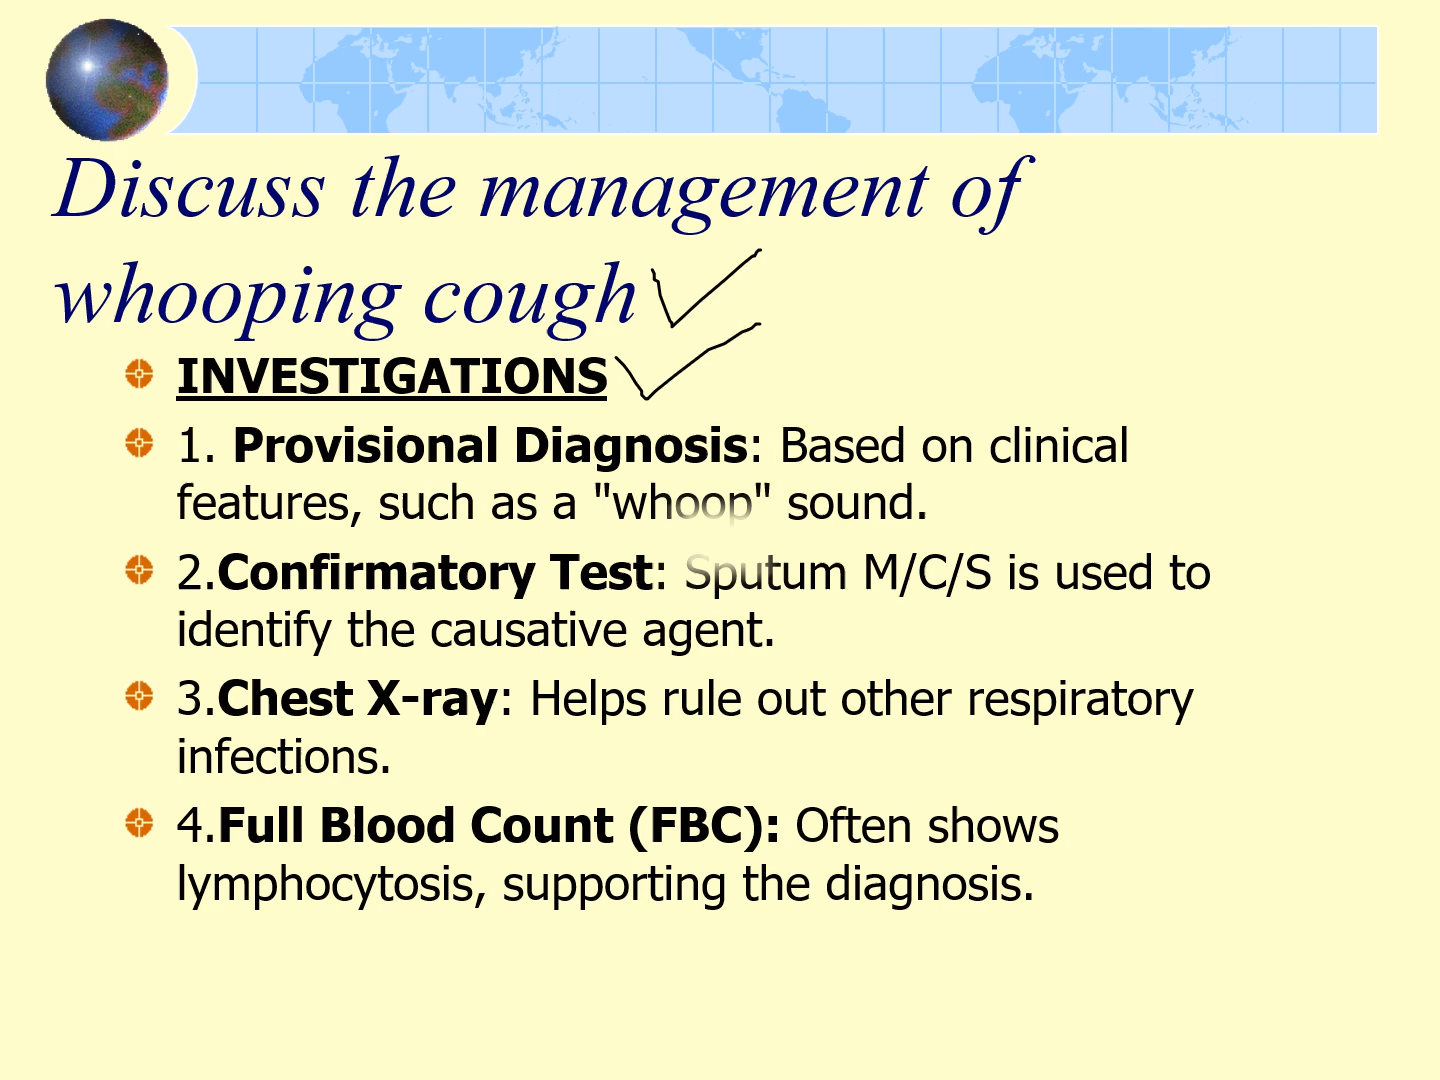 Discuss the management of
whooping cough
INVESTIGATIONS
1. Provisional Diagnosis: Based on clinical
features, such as a "whoop" sound.
2.Confirmatory Test: Sputum M/C/S is used to
identify the causative agent.
3.Chest X-ray: Helps rule out other respiratory
infections.
4.Full Blood Count (FBC): Often shows
lymphocytosis, supporting the diagnosis.